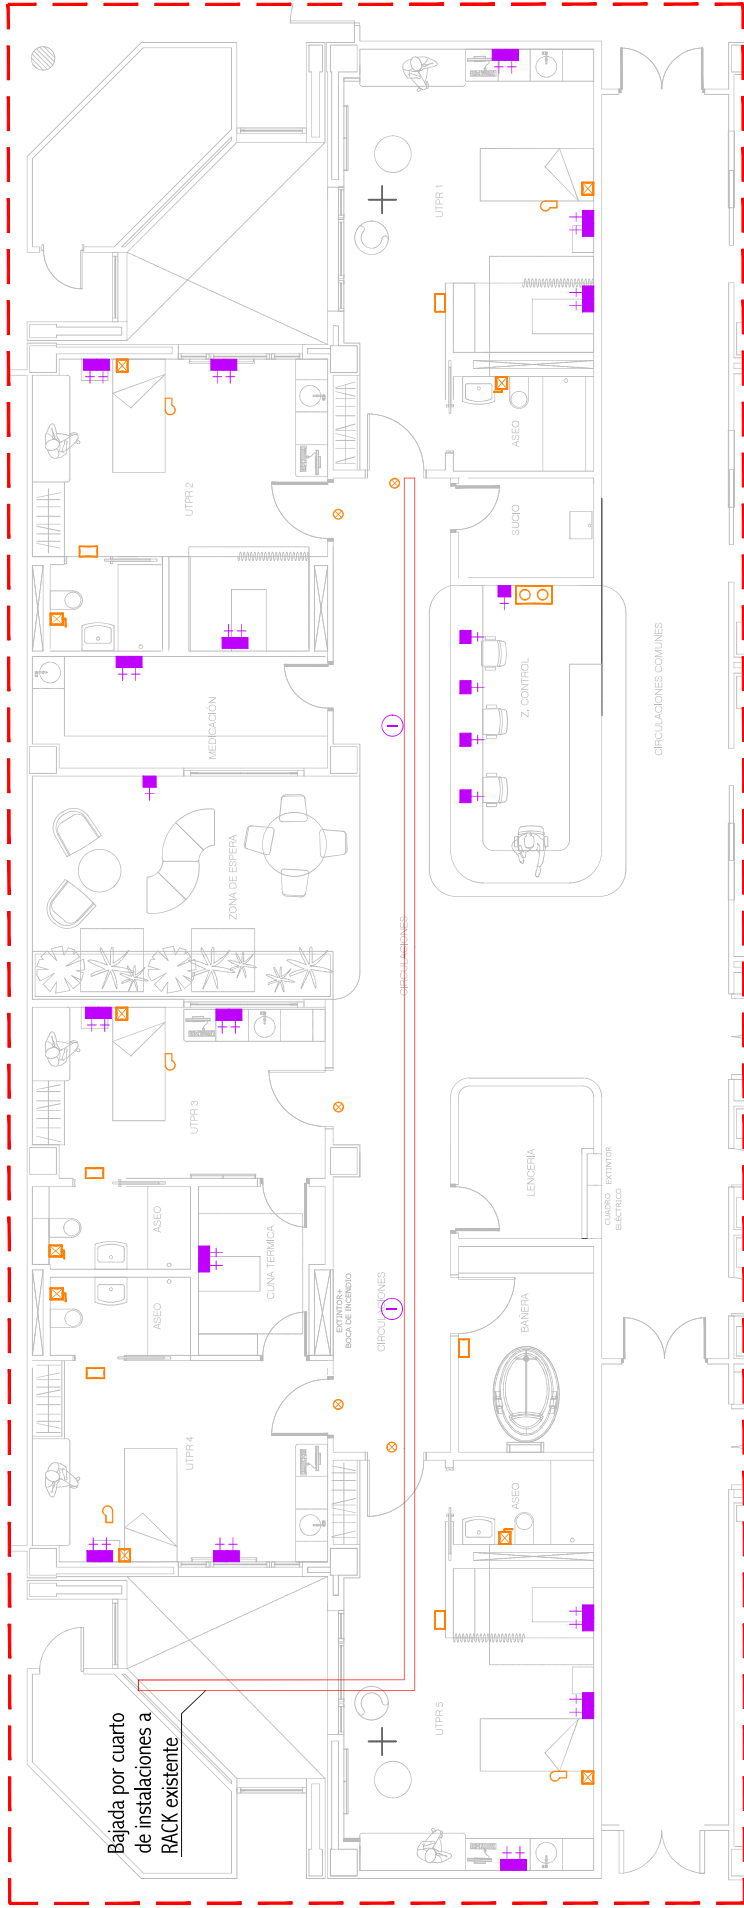 UTPR 1
ASEO
UTPR 2
SUCIO
Z. CONTROL
CIRCULACIONES COMUNES
MEDICACIÓN
I
ZONA DE ESPERA
CIRCULACIONES
UTPR 3
LENCERIA
CUADRO
ELÉCTRICO
EXTINTOR
ASEO
CUNA TERMICA
ASEO
EXTINTOR+
BOCA DE INCENDIO
CIRCULACIONES
I
BAÑERA
UTPR 4
ASEO
UTPR 5
Bajada por cuarto
de instalaciones a
RACK existente